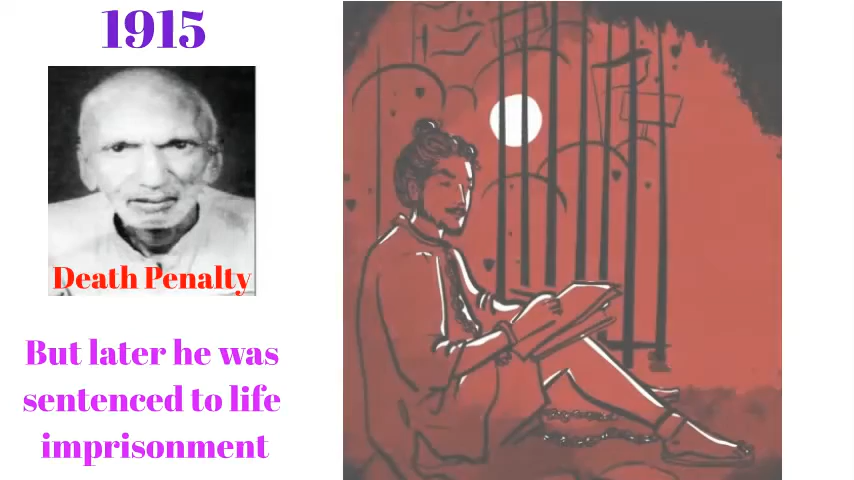 1915
Death Penalty
But later he was
sentenced to life
imprisonment